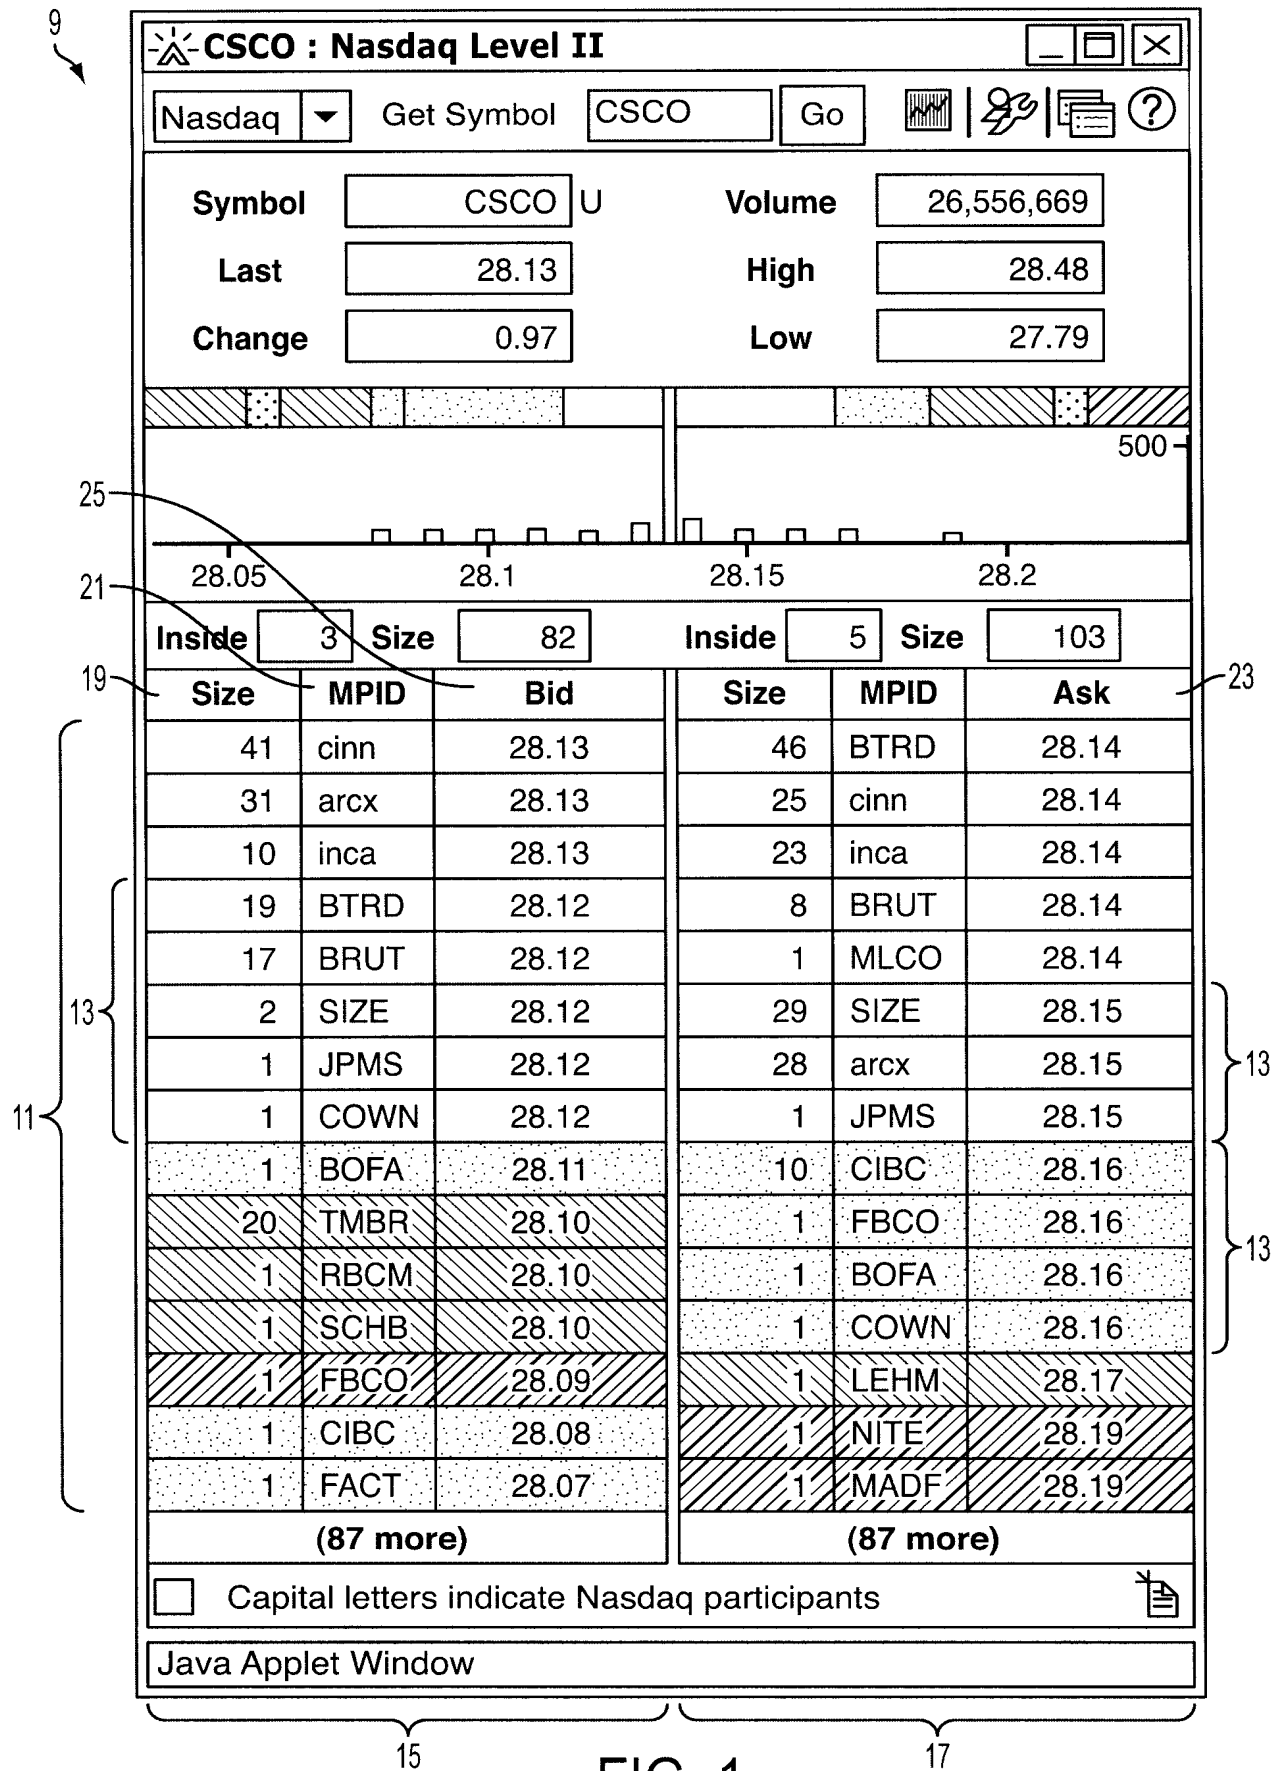 9
CSCO : Nasdaq Level II
Nasdaq Get Symbol CSCO Go ?
Symbol CSCO U Volume 26,556,669
Last 28.13 High 28.48
Change 0.97 Low 27.79
500
25
28.05 28.1 28.15 28.2
21
Inside 3 Size 82 Inside 5 Size 103
19 Size MPID Bid Size MPID Ask 23
41 cinn 28.13 46 BTRD 28.14
31 arcx 28.13 25 cinn 28.14
10 inca 28.13 23 inca 28.14
19 BTRD 28.12 8 BRUT 28.14
17 BRUT 28.12 1 MLCO 28.14
13 2 SIZE 28.12 29 SIZE 28.15
1 JPMS 28.12 28 arcx 28.15 13
11 1 COWN 28.12 1 JPMS 28.15
1 BOFA 28.11 10 CIBC 28.16
20 TMBR 28.10 1 FBCO 28.16
1 RBCM 28.10 1 BOFA 28.16 13
1 SCHB 28.10 1 COWN 28.16
1 FBCO 28.09 1 LEHM 28.17
1 CIBC 28.08 1 NITE 28.19
1 FACT 28.07 1 MADF 28.19
(87 more) (87 more)
Capital letters indicate Nasdaq participants
Java Applet Window
15 17
FIG. 1